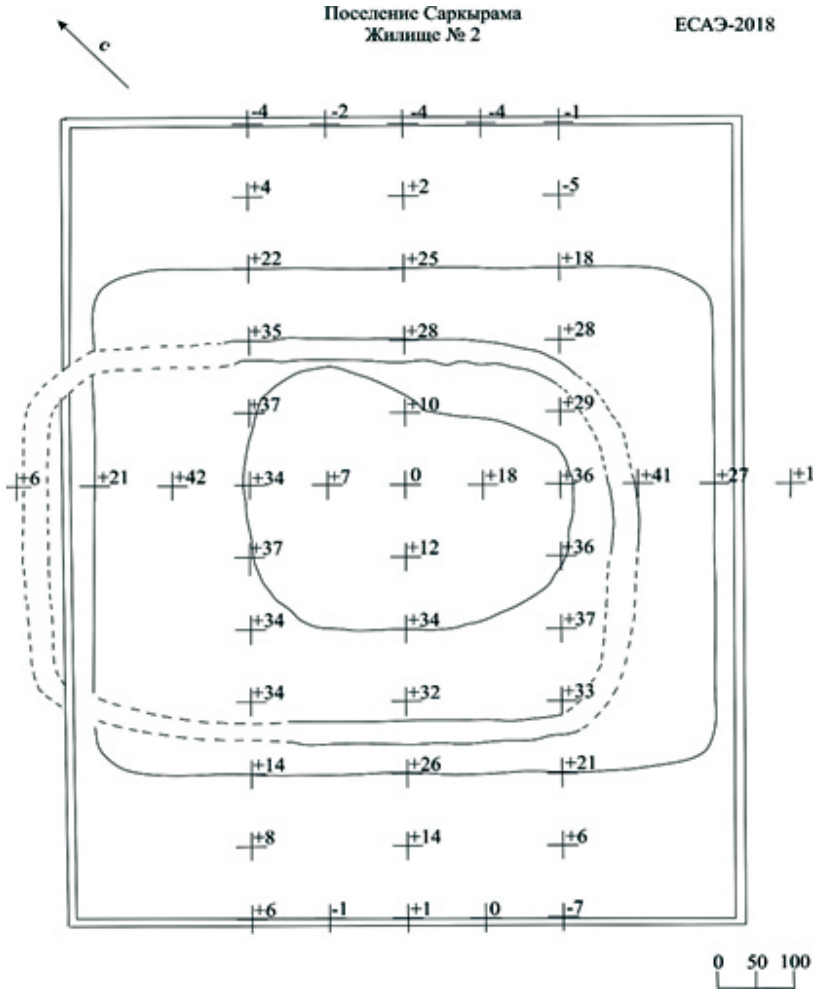 Поселение Саркырама
Жилище № 2
ЕСАЭ-2018
с
-4 -2 -4 -4 -1
+4 +2 -5
+22 +25 +18
+35 +28 +28
+37 +10 +29
+6 +21 +42 +34 +7 0 +18 +36 +41 +27 +1
+37 +12 +36
+34 +34 +37
+34 +32 +33
+14 +26 +21
+8 +14 +6
+6 -1 +1 0 -7
0 50 100